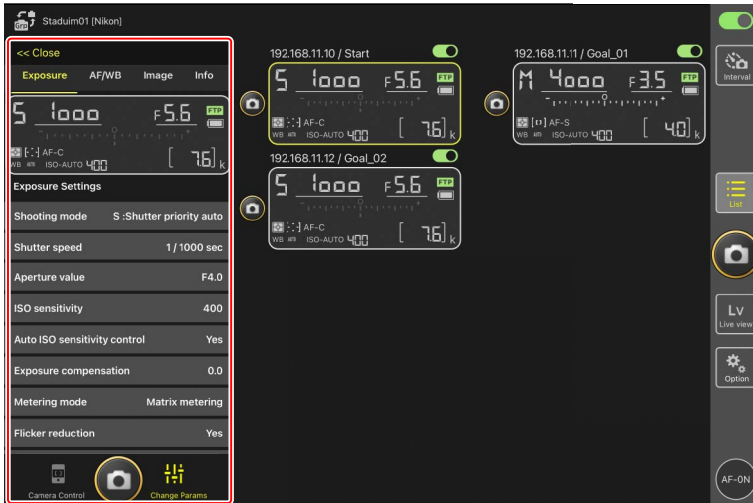 Grp
Staduim01 [Nikon]
<< Close
Exposure AF/WB Image Info
S 1000 F5.6 FTP
AF-C
WB ISO-AUTO 400 [ 7.6] k
Exposure Settings
Shooting mode S :Shutter priority auto
Shutter speed 1 / 1000 sec
Aperture value F4.0
ISO sensitivity 400
Auto ISO sensitivity control Yes
Exposure compensation 0.0
Metering mode Matrix metering
Flicker reduction Yes
Camera Control
Change Params
192.168.11.10 / Start
S 1000 F5.6 FTP
AF-C
WB ISO-AUTO 400 [ 7.6] k
192.168.11.11 / Goal_01
M 4000 F3.5 FTP
AF-S
WB ISO-AUTO 400 [ 4.0] k
192.168.11.12 / Goal_02
S 1000 F5.6 FTP
AF-C
WB ISO-AUTO 400 [ 7.6] k
Interval
List
Lv
Live view
Option
AF-ON